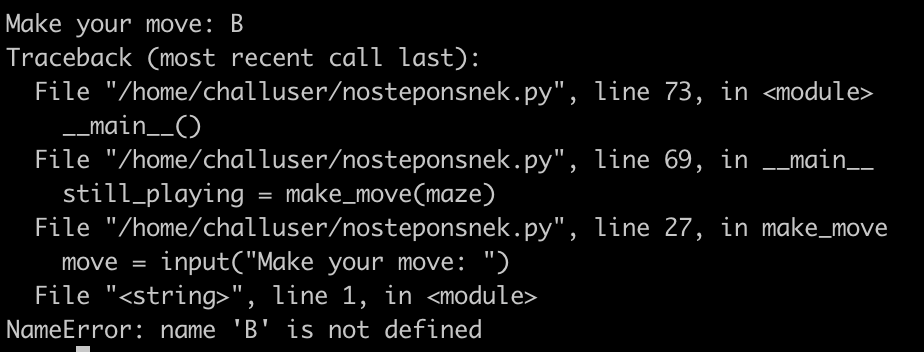 Make your move: B
Traceback (most recent call last):
  File "/home/challuser/nosteponsnek.py", line 73, in <module>
    __main__()
  File "/home/challuser/nosteponsnek.py", line 69, in __main__
    still_playing = make_move(maze)
  File "/home/challuser/nosteponsnek.py", line 27, in make_move
    move = input("Make your move: ")
  File "<string>", line 1, in <module>
NameError: name 'B' is not defined